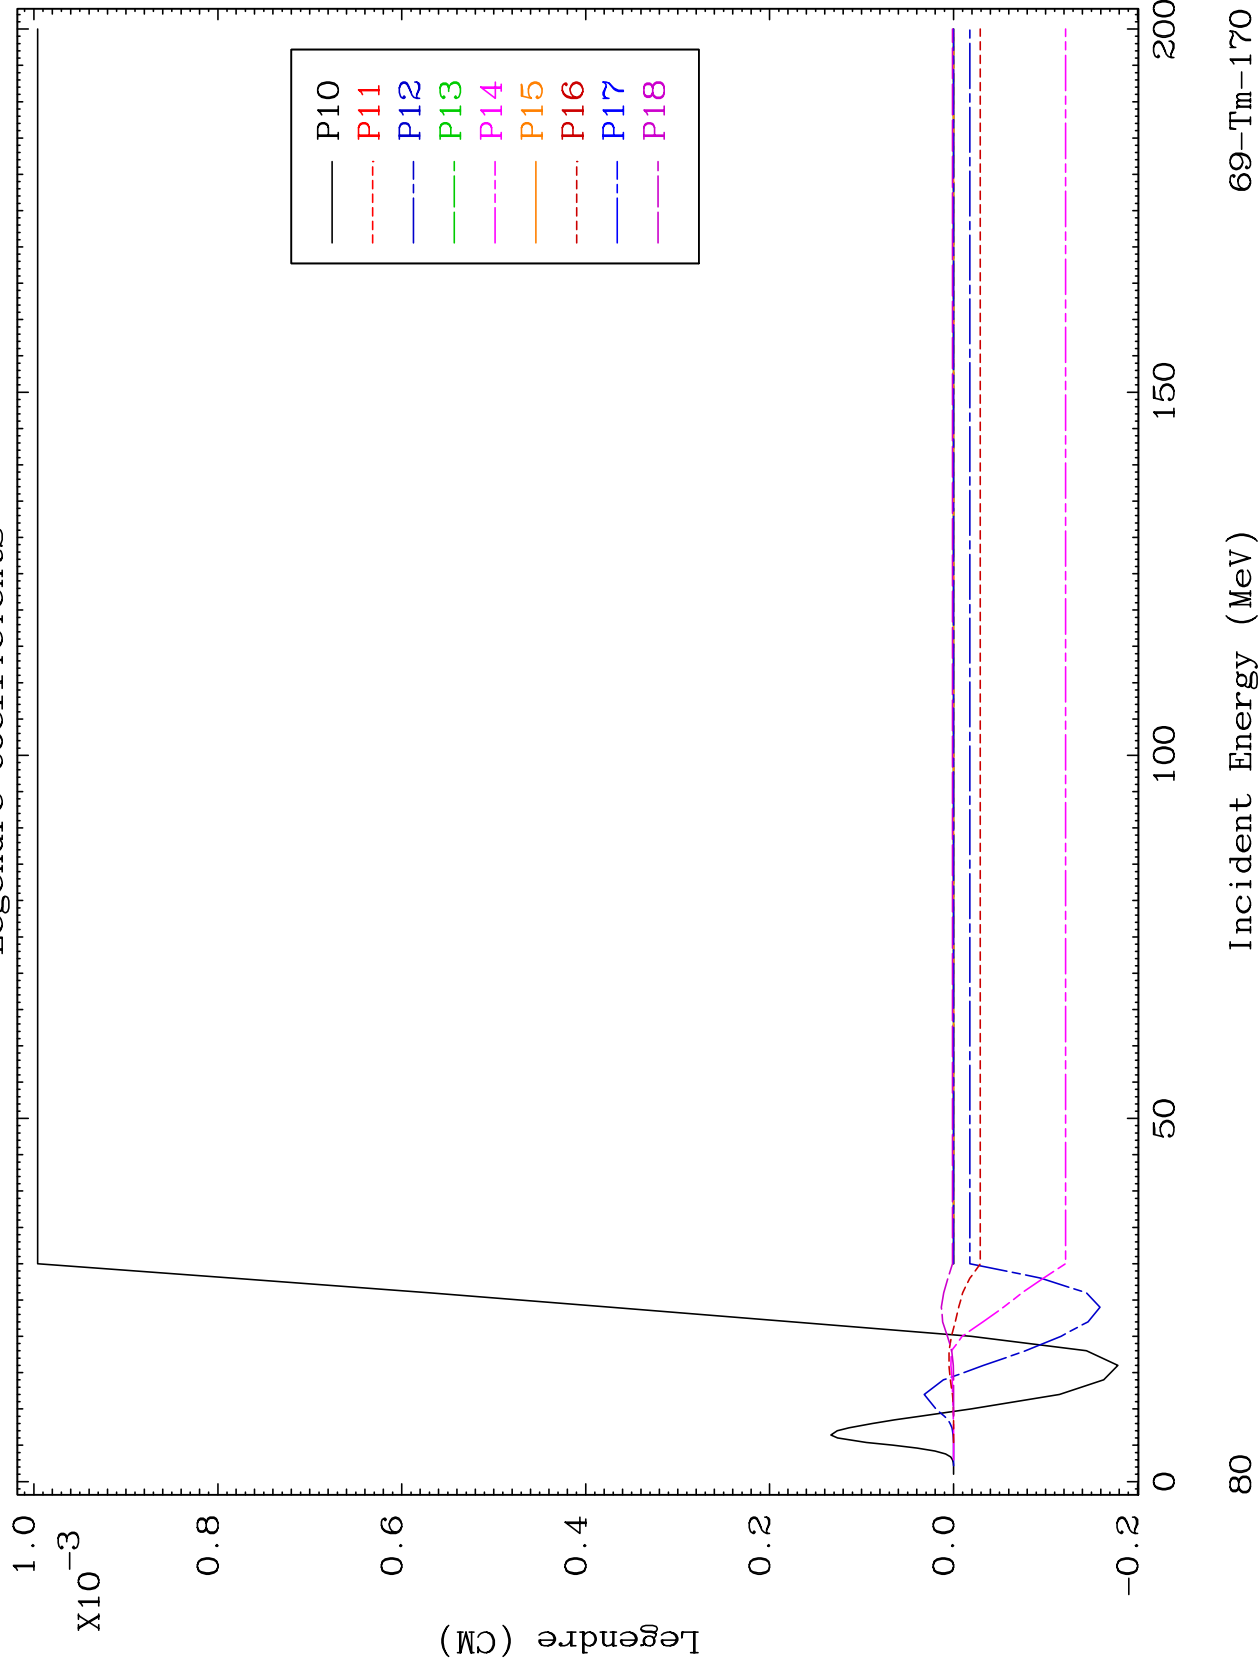 Legendre Coefficients
1.0
X10⁻³
0.8
0.6
0.4
0.2
0.0
-0.2
Legendre (CM)
P10
P11
P12
P13
P14
P15
P16
P17
P18
0
50
100
150
200
80
Incident Energy (MeV)
69-Tm-170